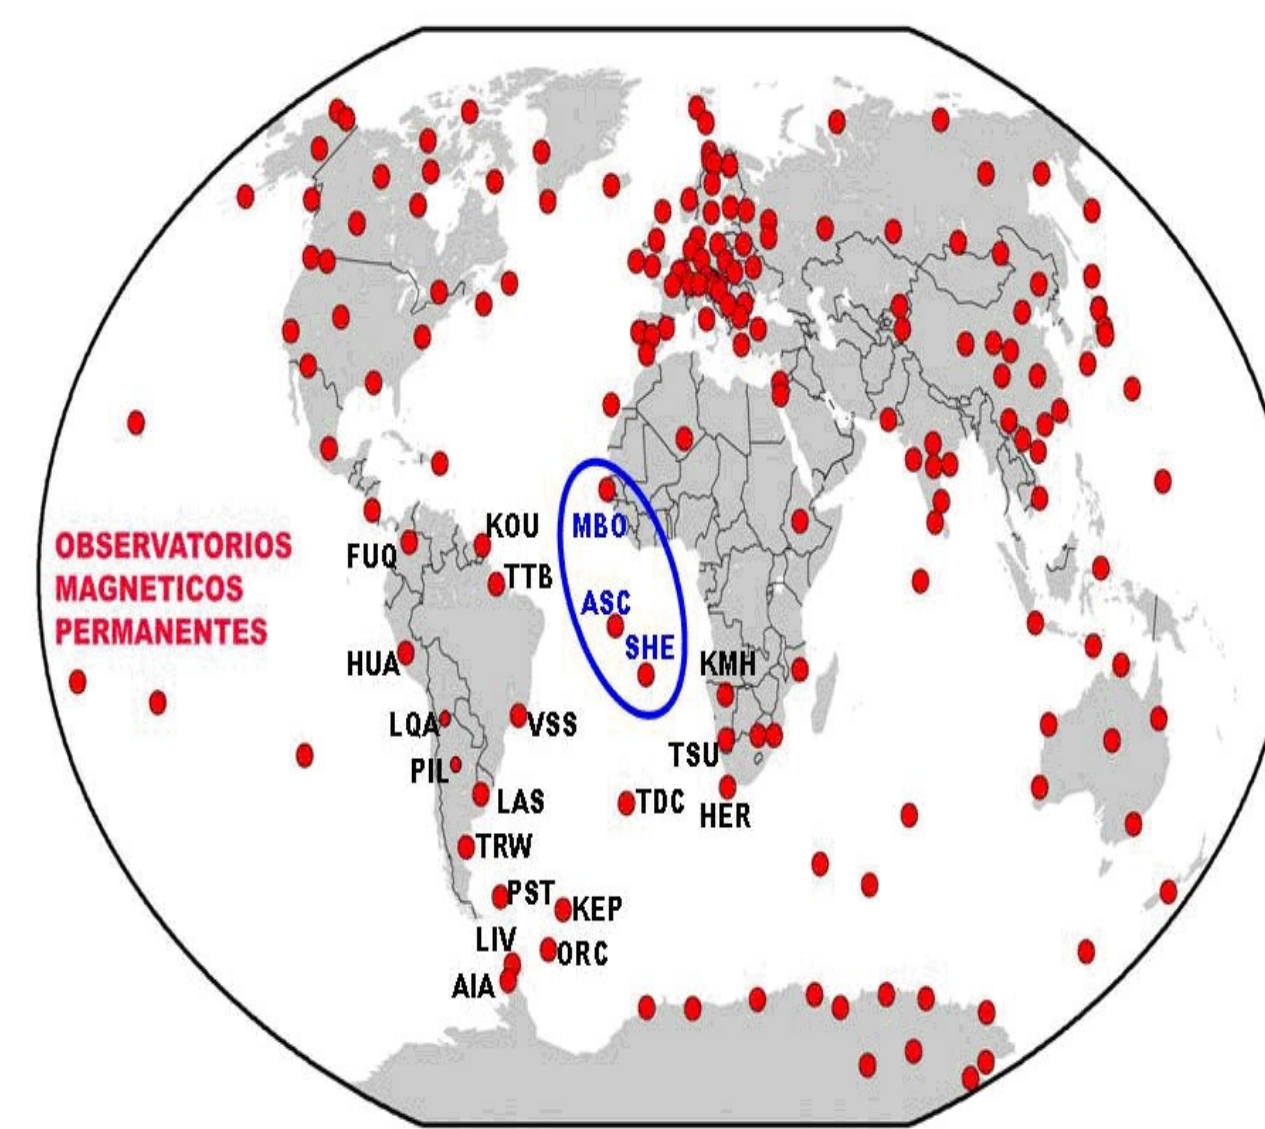 OBSERVATORIOS
MAGNETICOS
PERMANENTES
KOU
MBO
FUQ
TTB
ASC
SHE
HUA
KMH
LQA
VSS
TSU
PIL
LAS
TDC
HER
TRW
PST
KEP
LIV
ORC
AIA